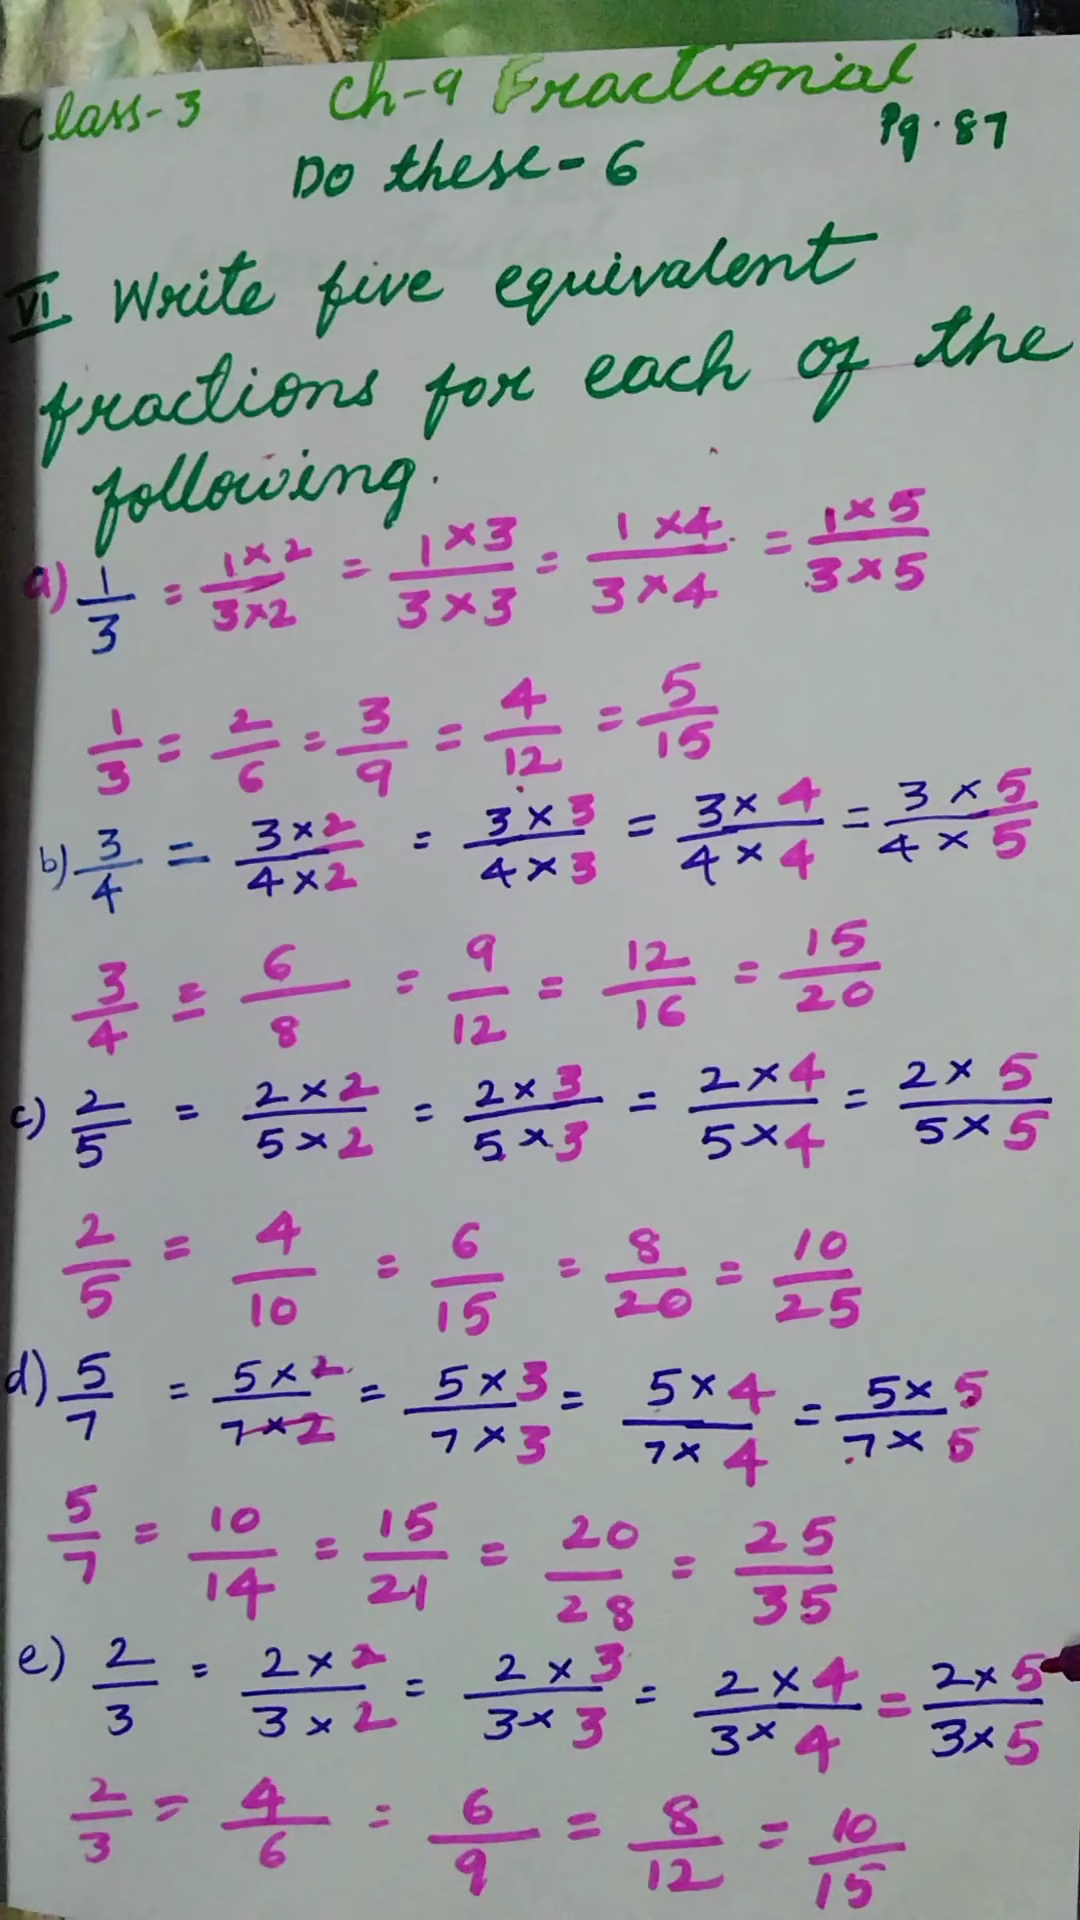 Class-3 Ch-9 Fractional
Pg.87
Do these-6
VI. Write five equivalent
fractions for each of the
following.
a) 1/3 = 1×2/3×2 = 1×3/3×3 = 1×4/3×4 = 1×5/3×5
1/3 = 2/6 = 3/9 = 4/12 = 5/15
b) 3/4 = 3×2/4×2 = 3×3/4×3 = 3×4/4×4 = 3×5/4×5
3/4 = 6/8 = 9/12 = 12/16 = 15/20
c) 2/5 = 2×2/5×2 = 2×3/5×3 = 2×4/5×4 = 2×5/5×5
2/5 = 4/10 = 6/15 = 8/20 = 10/25
d) 5/7 = 5×2/7×2 = 5×3/7×3 = 5×4/7×4 = 5×5/7×5
5/7 = 10/14 = 15/21 = 20/28 = 25/35
e) 2/3 = 2×2/3×2 = 2×3/3×3 = 2×4/3×4 = 2×5/3×5
2/3 = 4/6 = 6/9 = 8/12 = 10/15